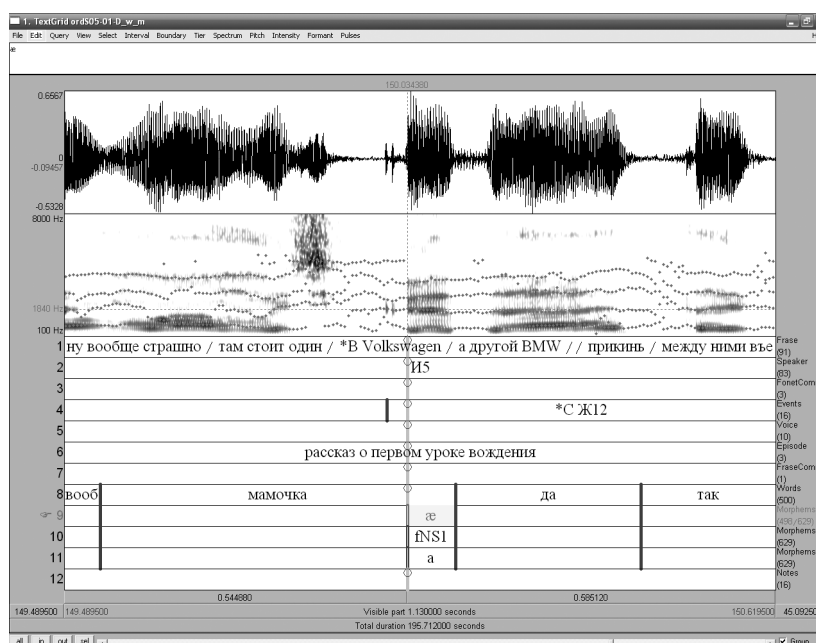 1. TextGrid ordS05-01-D_w_m
File Edit Query View Select Interval Boundary Tier Spectrum Pitch Intensity Formant Pulses H
æ
150.034380
0.6567
0
-0.09457
-0.5328
8000 Hz
1840 Hz
100 Hz
1 ну вообще страшно / там стоит один / *В Volkswagen / а другой BMW // прикинь / между ними въе Frase (91)
2 И5 Speaker (83)
3 FonetCom (3)
4 *С Ж12 Events (16)
5 Voice (10)
6 рассказ о первом уроке вождения Episode (3)
7 FraseCom (1)
8 вооб мамочка да так Words (500)
9 æ Morphems (498/629)
10 fNS1 Morphems (629)
11 а Morphems (629)
12 Notes (16)
0.544880 0.585120
149.489500 149.489500 Visible part 1.130000 seconds 150.619500 45.09250
Total duration 195.712000 seconds
all in out sel Group